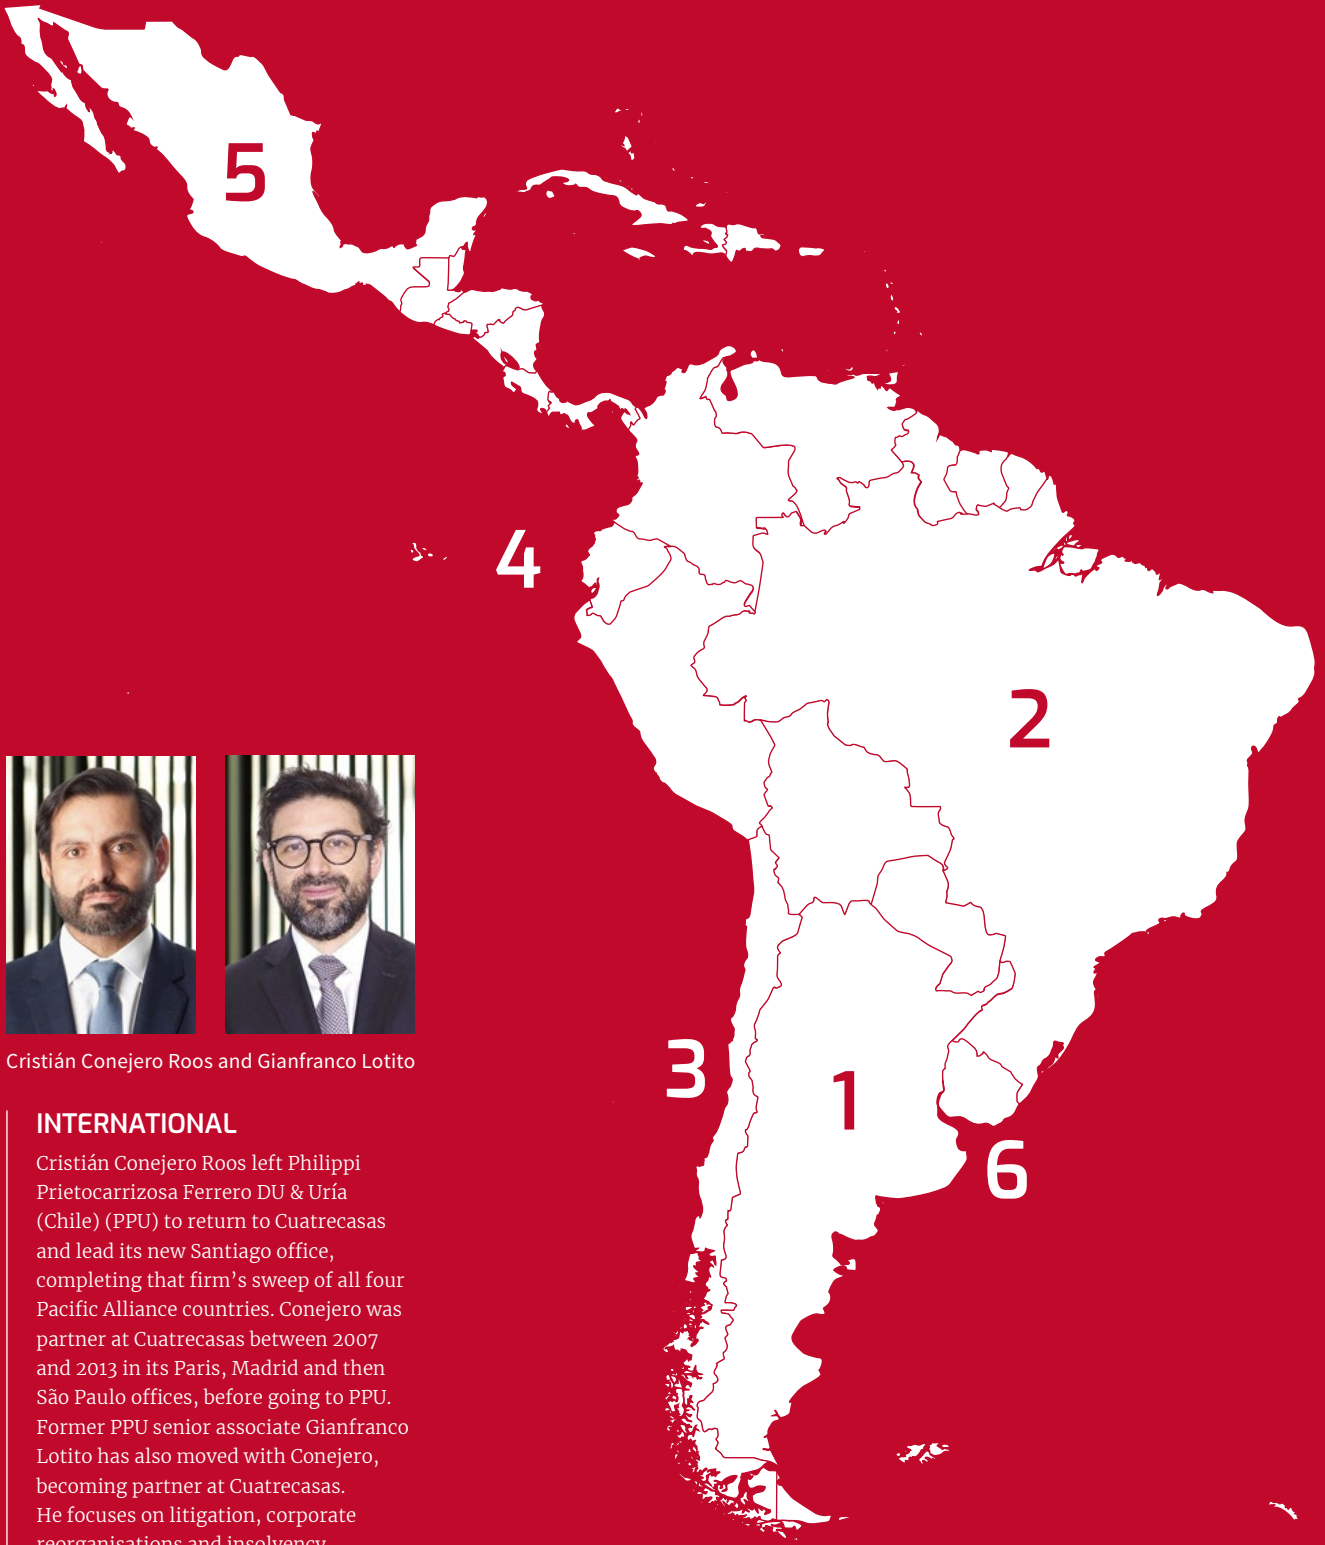 5
4
2
3
1
6
Cristián Conejero Roos and Gianfranco Lotito
INTERNATIONAL
Cristián Conejero Roos left Philippi
Prietocarrizosa Ferrero DU & Uría
(Chile) (PPU) to return to Cuatrecasas
and lead its new Santiago office,
completing that firm’s sweep of all four
Pacific Alliance countries. Conejero was
partner at Cuatrecasas between 2007
and 2013 in its Paris, Madrid and then
São Paulo offices, before going to PPU.
Former PPU senior associate Gianfranco
Lotito has also moved with Conejero,
becoming partner at Cuatrecasas.
He focuses on litigation, corporate
reorganisations and insolvency